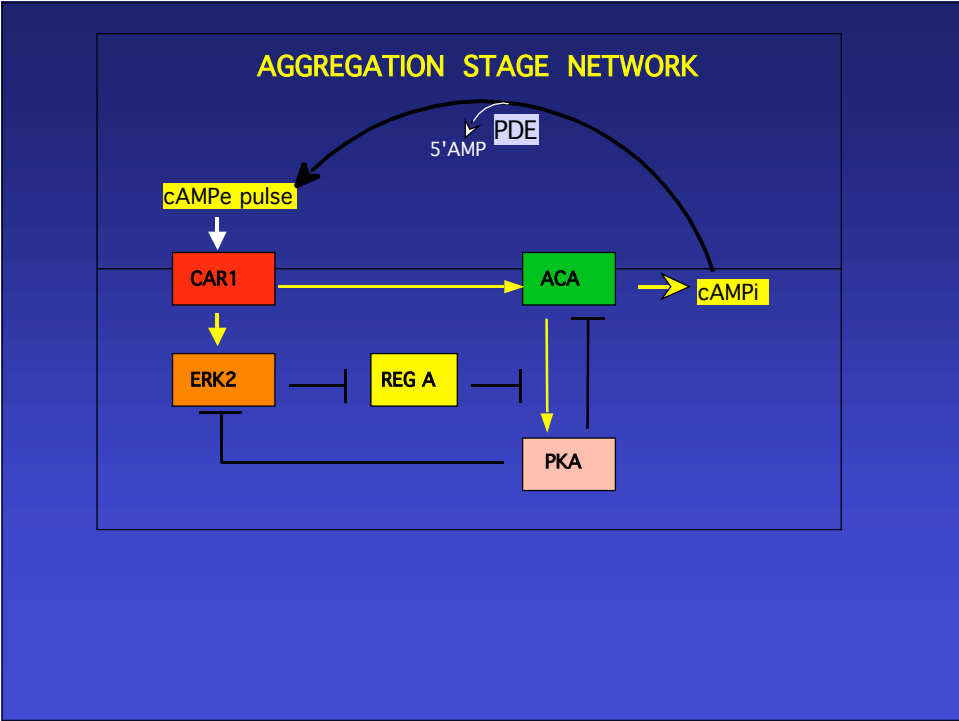 AGGREGATION STAGE NETWORK
PDE
5'AMP
cAMPe pulse
CAR1
ACA
cAMPi
ERK2
REG A
PKA